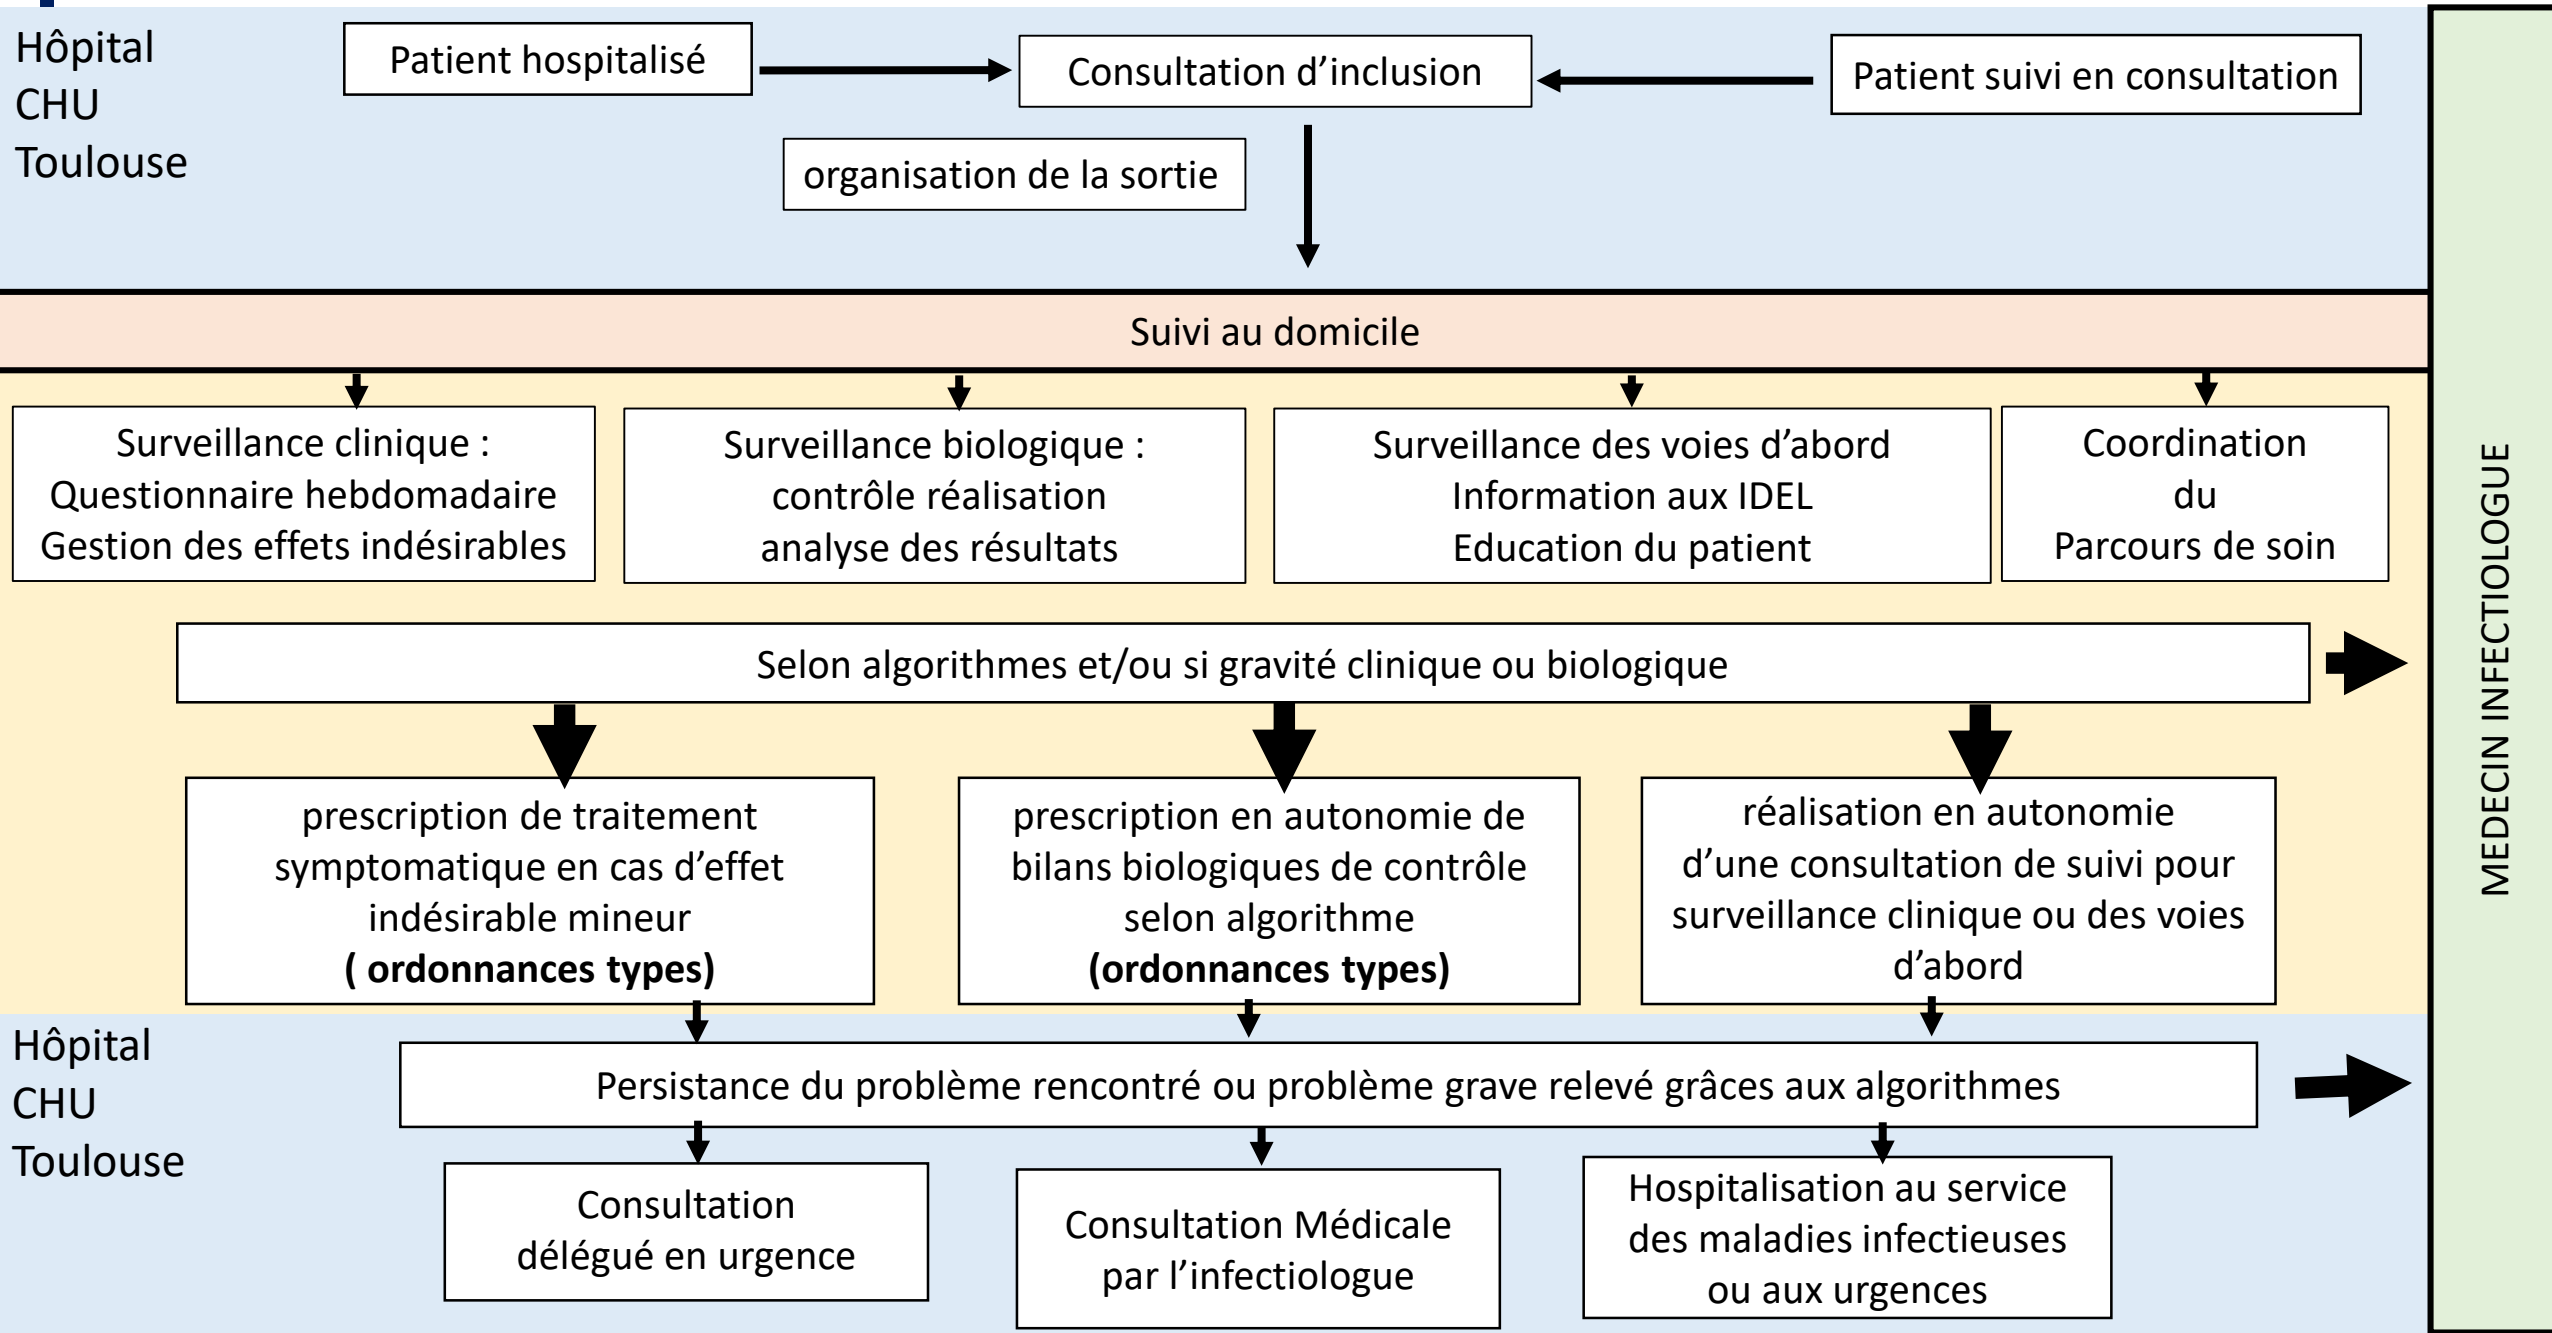 Hôpital
CHU
Toulouse
Patient hospitalisé
Consultation d’inclusion
Patient suivi en consultation
organisation de la sortie
Suivi au domicile
Surveillance clinique :
Questionnaire hebdomadaire
Gestion des effets indésirables
Surveillance biologique :
contrôle réalisation
analyse des résultats
Surveillance des voies d’abord
Information aux IDEL
Education du patient
Coordination
du
Parcours de soin
Selon algorithmes et/ou si gravité clinique ou biologique
prescription de traitement
symptomatique en cas d’effet
indésirable mineur
( ordonnances types)
prescription en autonomie de
bilans biologiques de contrôle
selon algorithme
(ordonnances types)
réalisation en autonomie
d’une consultation de suivi pour
surveillance clinique ou des voies
d’abord
Hôpital
CHU
Toulouse
Persistance du problème rencontré ou problème grave relevé grâces aux algorithmes
Consultation
délégué en urgence
Consultation Médicale
par l’infectiologue
Hospitalisation au service
des maladies infectieuses
ou aux urgences
MEDECIN INFECTIOLOGUE